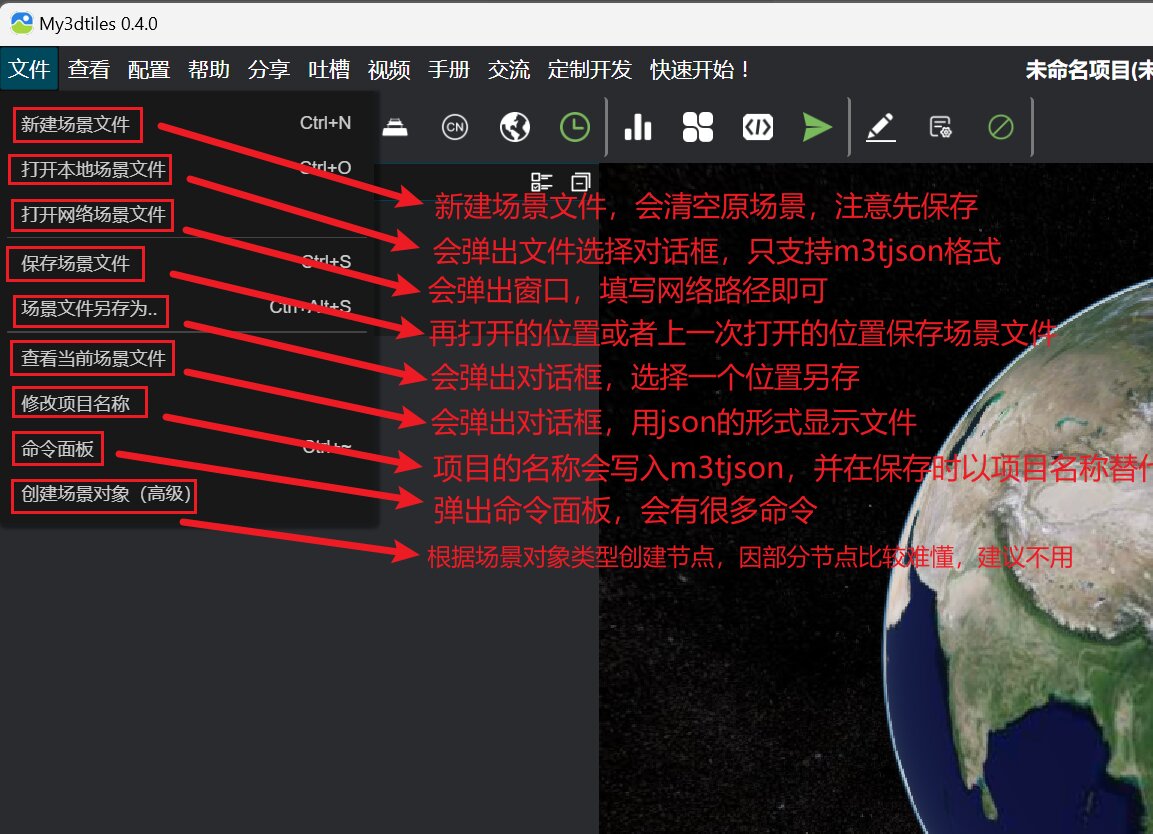 My3dtiles 0.4.0
文件 查看 配置 帮助 分享 吐槽 视频 手册 交流 定制开发 快速开始！ 未命名项目(未
新建场景文件 Ctrl+N
CN
打开本地场景文件 Ctrl+O
新建场景文件，会清空原场景，注意先保存
打开网络场景文件
会弹出文件选择对话框，只支持m3tjson格式
保存场景文件 Ctrl+S
会弹出窗口，填写网络路径即可
场景文件另存为.. Ctrl+Alt+S
再打开的位置或者上一次打开的位置保存场景文件
查看当前场景文件
会弹出对话框，选择一个位置另存
修改项目名称
会弹出对话框，用json的形式显示文件
命令面板 Ctrl+~
项目的名称会写入m3tjson，并在保存时以项目名称替代
创建场景对象（高级）
弹出命令面板，会有很多命令
根据场景对象类型创建节点，因部分节点比较难懂，建议不用